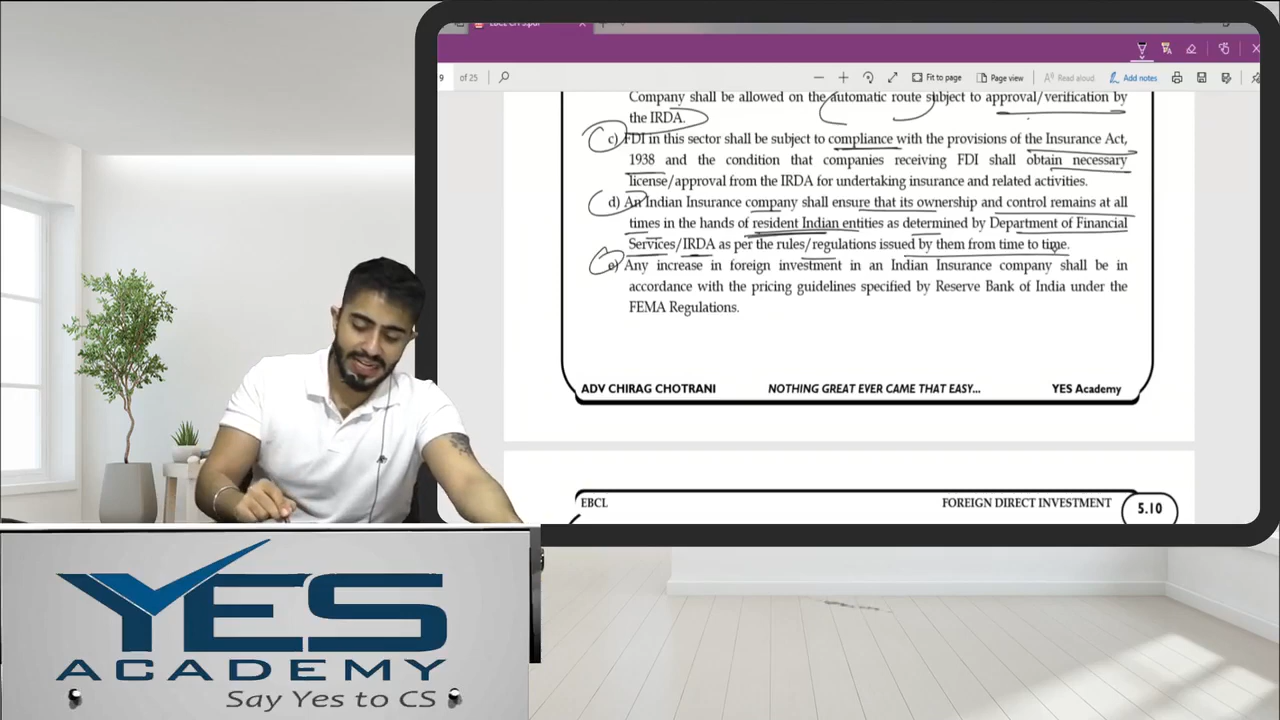 9 of 25
Fit to page
Page view
Read aloud
Add notes
Company shall be allowed on the automatic route subject to approval/verification by
the IRDA.
c) FDI in this sector shall be subject to compliance with the provisions of the Insurance Act,
1938 and the condition that companies receiving FDI shall obtain necessary
license/approval from the IRDA for undertaking insurance and related activities.
d) An Indian Insurance company shall ensure that its ownership and control remains at all
times in the hands of resident Indian entities as determined by Department of Financial
Services/IRDA as per the rules/regulations issued by them from time to time.
e) Any increase in foreign investment in an Indian Insurance company shall be in
accordance with the pricing guidelines specified by Reserve Bank of India under the
FEMA Regulations.
ADV CHIRAG CHOTRANI NOTHING GREAT EVER CAME THAT EASY... YES Academy
EBCL FOREIGN DIRECT INVESTMENT 5.10
YES
ACADEMY
Say Yes to CS